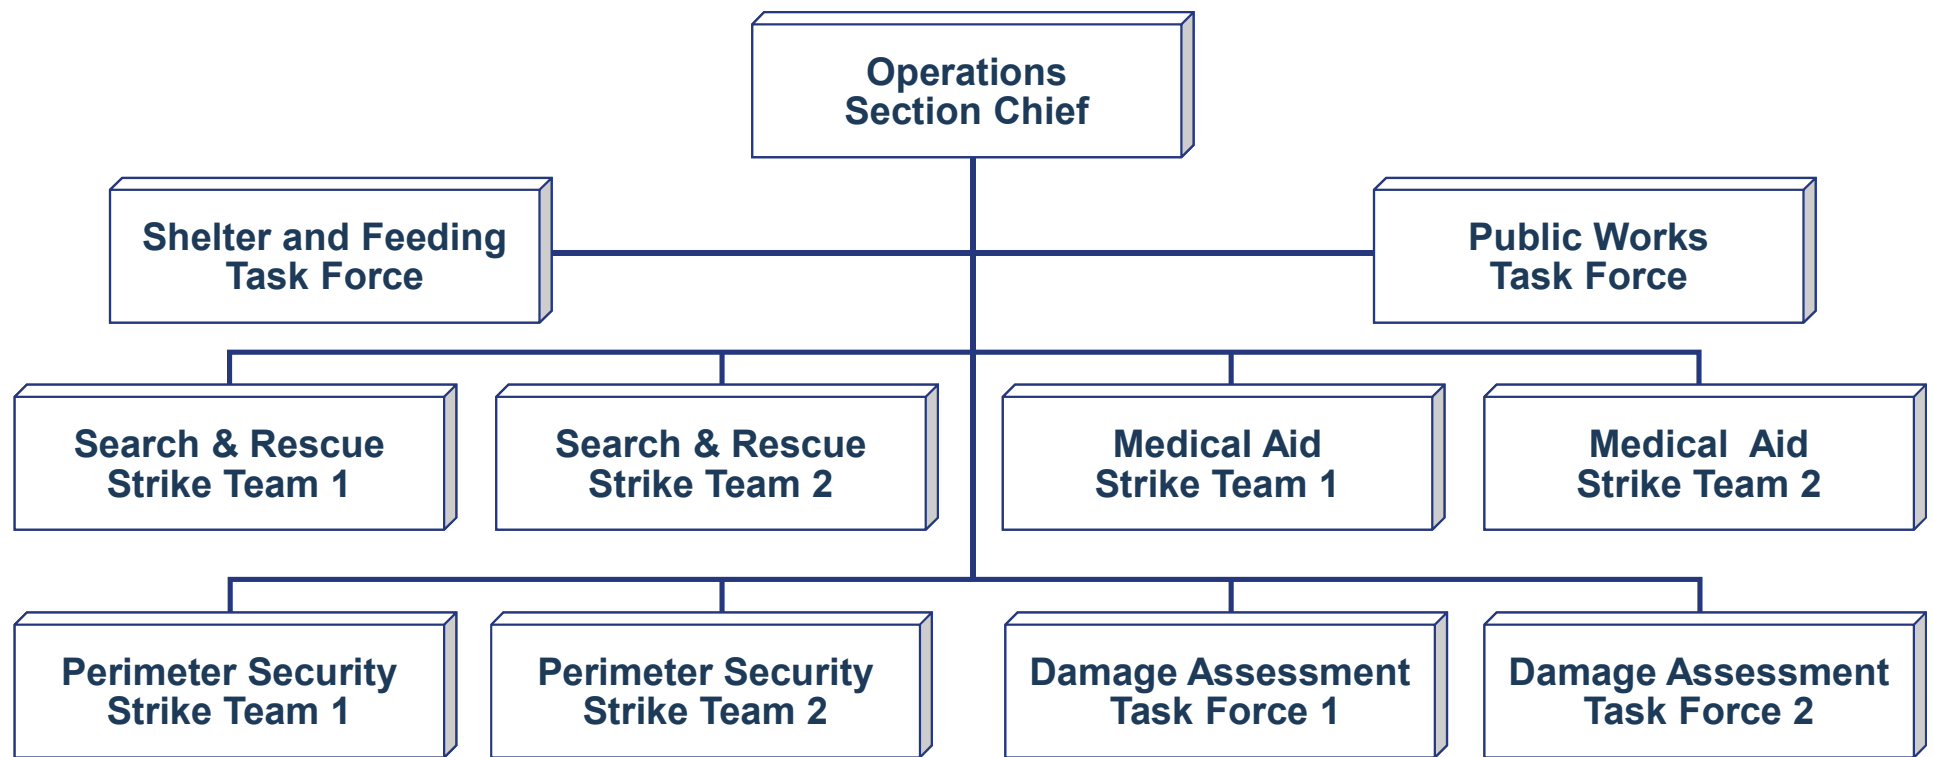 Operations
Section Chief
Shelter and Feeding
Task Force
Public Works
Task Force
Search & Rescue
Strike Team 1
Search & Rescue
Strike Team 2
Medical Aid
Strike Team 1
Medical  Aid
Strike Team 2
Perimeter Security
Strike Team 1
Perimeter Security
Strike Team 2
Damage Assessment
Task Force 1
Damage Assessment
Task Force 2